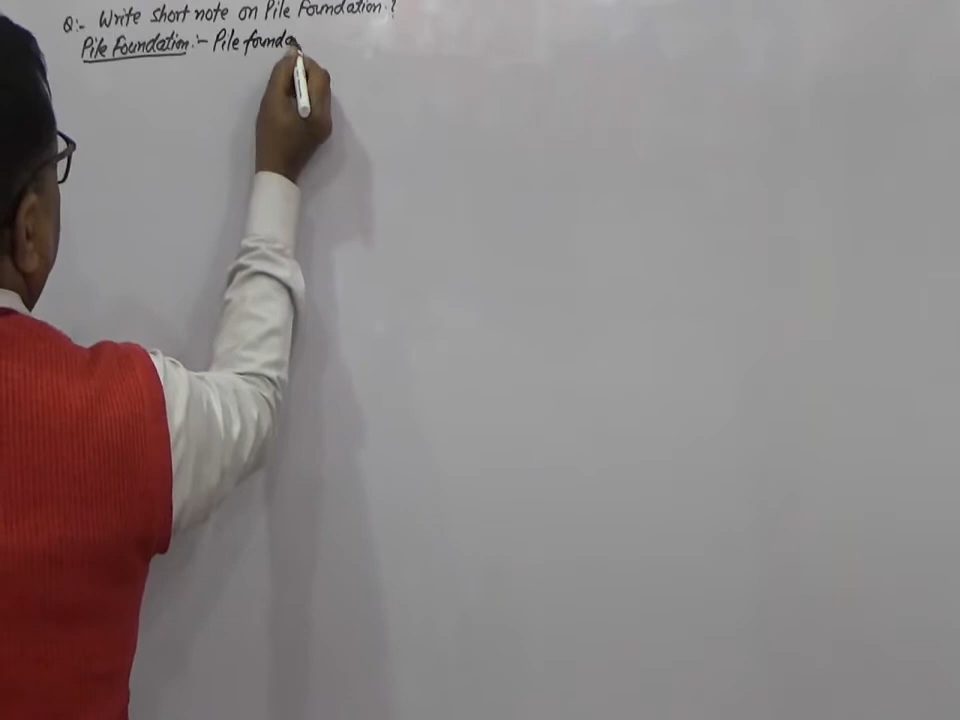 Q:- Write short note on Pile Foundation.?
Pile Foundation:- Pile founda